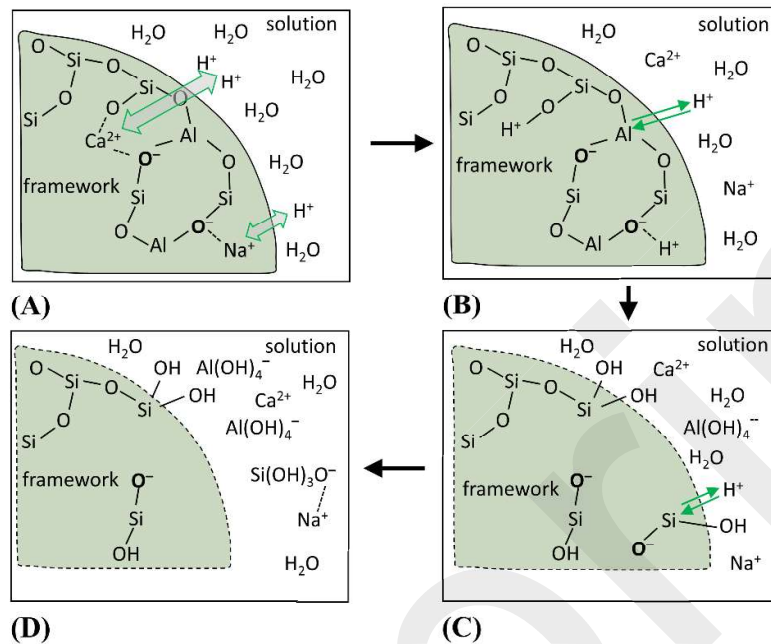 solution
H₂O H₂O
O Si O Si H⁺
H⁺ H₂O
O O O H₂O
Si Ca²⁺ Al
O⁻ O H₂O
framework
Si Si H⁺
O O⁻
Al Na⁺ H₂O
(A)
solution
H₂O
Ca²⁺
O Si O Si H₂O
O O O H⁺
Si H⁺ Al H₂O
O⁻ O
framework
Si Si Na⁺
O O⁻
Al H⁺ H₂O
(B)
solution
H₂O
OH Ca²⁺
O Si O OH H₂O
Si
O Al(OH)₄⁻⁻
Si H₂O
framework O⁻ H⁺
Si Si OH
OH O⁻ Na⁺
(C)
solution
H₂O
OH Al(OH)₄⁻
O Si O OH H₂O
Si Ca²⁺
O Al(OH)₄⁻
Si
framework O⁻ Si(OH)₃O⁻
Si Na⁺
OH H₂O
(D)